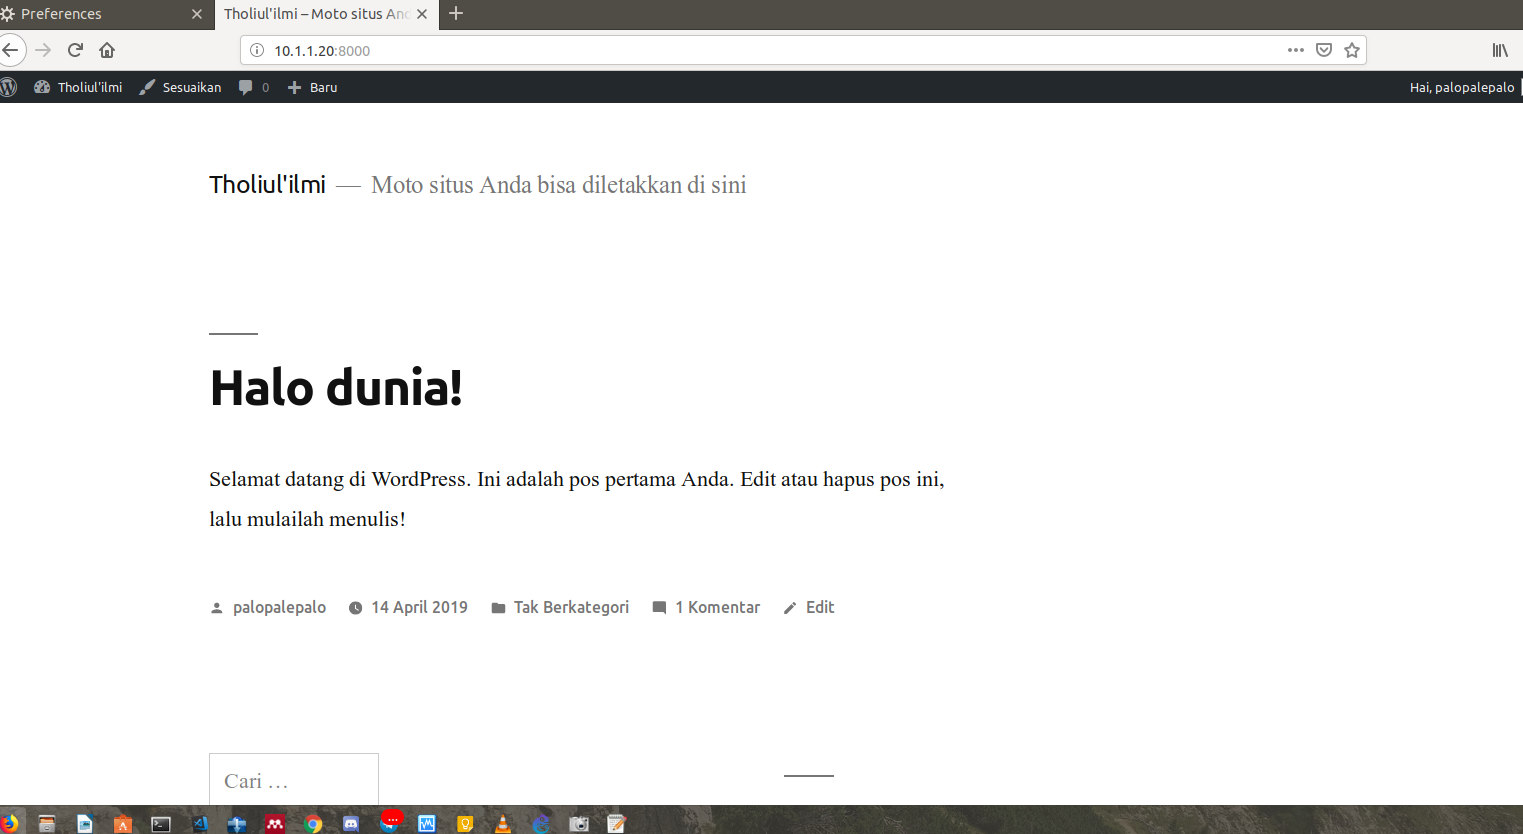 Preferences
Tholiul'ilmi – Moto situs And
10.1.1.20:8000
Tholiul'ilmi
Sesuaikan
0
Baru
Hai, palopalepalo
Tholiul'ilmi — Moto situs Anda bisa diletakkan di sini
Halo dunia!
Selamat datang di WordPress. Ini adalah pos pertama Anda. Edit atau hapus pos ini,
lalu mulailah menulis!
palopalepalo
14 April 2019
Tak Berkategori
1 Komentar
Edit
Cari …